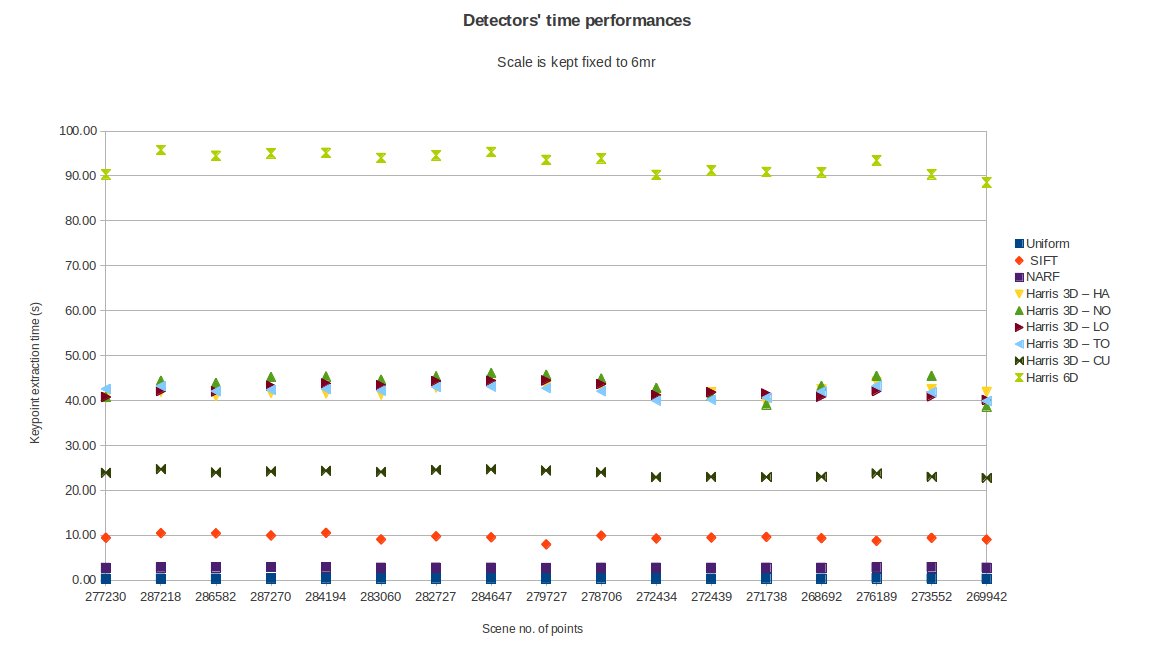 Detectors' time performances
Scale is kept fixed to 6mr
100.00
90.00
80.00
70.00
60.00
50.00
40.00
30.00
20.00
10.00
0.00
Keypoint extraction time (s)
277230 287218 286582 287270 284194 283060 282727 284647 279727 278706 272434 272439 271738 268692 276189 273552 269942
Scene no. of points
Uniform
SIFT
NARF
Harris 3D – HA
Harris 3D – NO
Harris 3D – LO
Harris 3D – TO
Harris 3D – CU
Harris 6D